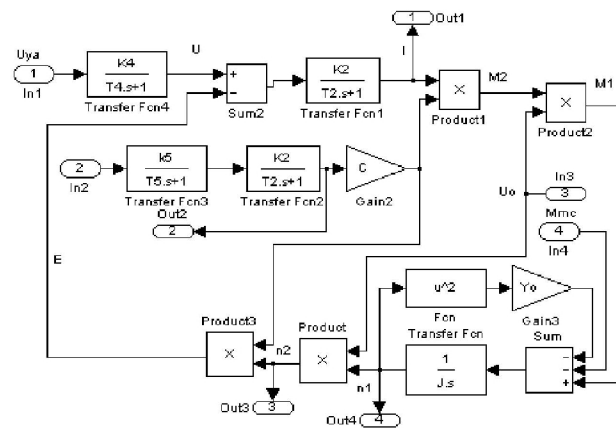 1
Out1
Uya
1
In1
K4
T4.s+1
Transfer Fcn4
U
+
−
Sum2
K2
T2.s+1
Transfer Fcn1
I
×
Product1
M2
×
Product2
M1
2
In2
k5
T5.s+1
Transfer Fcn3
K2
T2.s+1
Transfer Fcn2
C
Gain2
Out2
2
Uo
In3
3
Mmc
4
In4
E
u^2
Fcn
Yo
Gain3
Product3
×
n2
Product
×
n1
Transfer Fcn
1
J.s
Sum
−
−
+
Out3
3
Out4
4